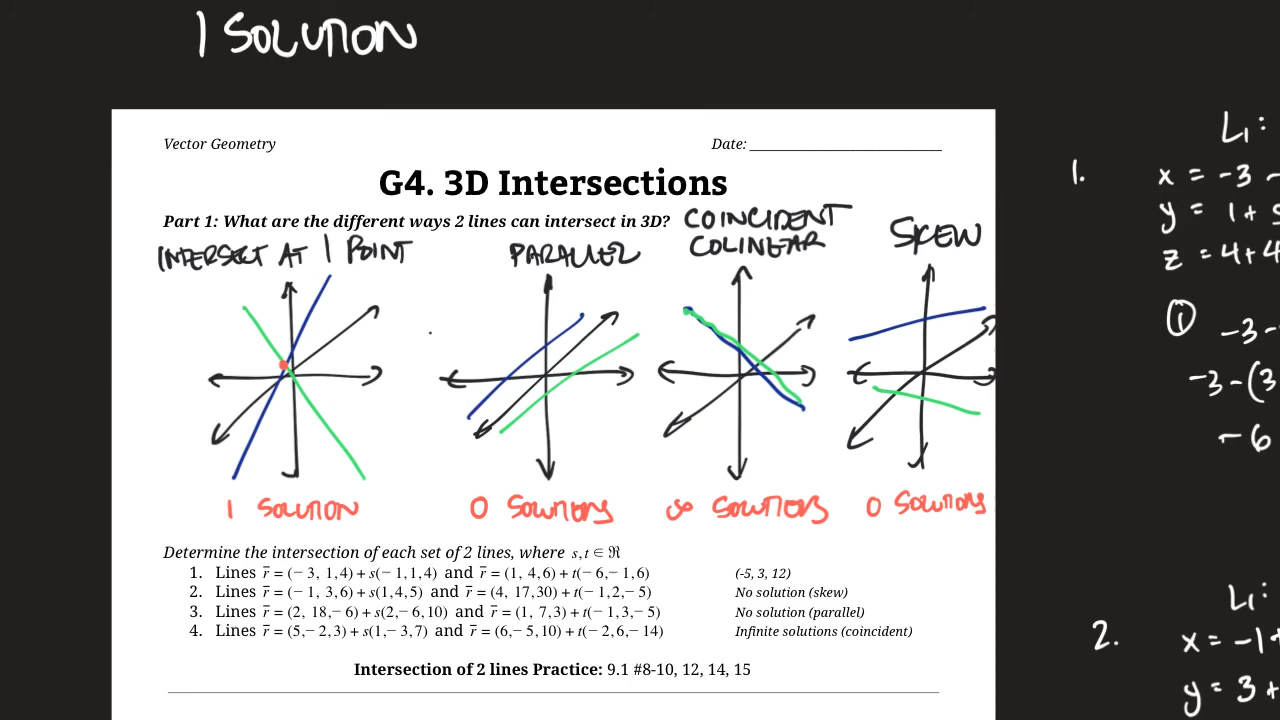 1 SOLUTION
Vector Geometry
Date: ____________________________
G4. 3D Intersections
Part 1: What are the different ways 2 lines can intersect in 3D?
INTERSECT AT 1 POINT
PARALLEL
COINCIDENT
COLINEAR
SKEW
1 SOLUTION
0 SOLUTIONS
∞ SOLUTIONS
0 SOLUTIONS
Determine the intersection of each set of 2 lines, where s,t ∈ ℜ
1. Lines r̄ = (− 3, 1,4) + s(− 1,1,4) and r̄ = (1, 4,6) + t(− 6,− 1,6) (-5, 3, 12)
2. Lines r̄ = (− 1, 3,6) + s(1,4,5) and r̄ = (4, 17,30) + t(− 1,2,− 5) No solution (skew)
3. Lines r̄ = (2, 18,− 6) + s(2,− 6,10) and r̄ = (1, 7,3) + t(− 1,3,− 5) No solution (parallel)
4. Lines r̄ = (5,− 2,3) + s(1,− 3,7) and r̄ = (6,− 5,10) + t(− 2,6,− 14) Infinite solutions (coincident)
Intersection of 2 lines Practice: 9.1 #8-10, 12, 14, 15
L1:
1. x = -3 -
y = 1 + s
z = 4 + 4
① -3 -
-3 - (3
- 6
L1:
2. x = -1 +
y = 3 +